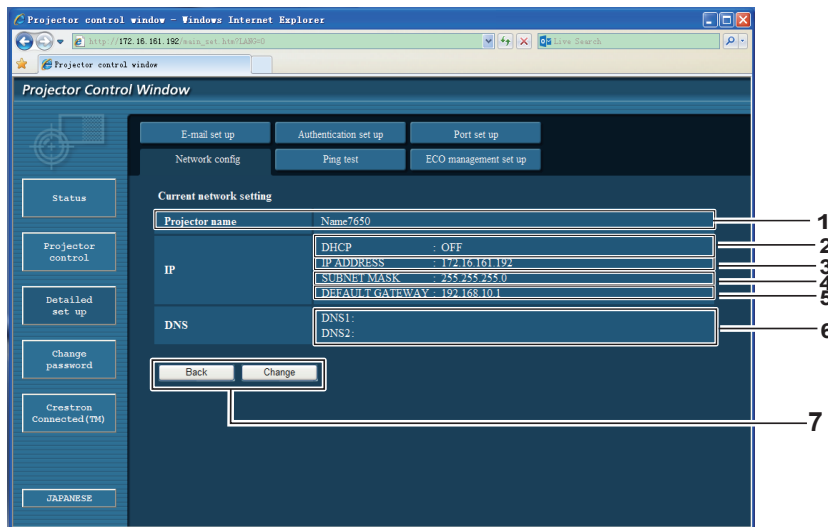 Projector control window - Windows Internet Explorer
http://172.16.161.192/main_set.htm?LANG=0
Live Search
Projector control window
Projector Control Window
E-mail set up
Authentication set up
Port set up
Network config
Ping test
ECO management set up
Status
Projector
control
Detailed
set up
Change
password
Crestron
Connected(TM)
JAPANESE
Current network setting
Projector name
Name7650
1
IP
DHCP : OFF
2
IP ADDRESS : 172.16.161.192
3
SUBNET MASK : 255.255.255.0
4
DEFAULT GATEWAY : 192.168.10.1
5
DNS
DNS1:
DNS2:
6
Back
Change
7